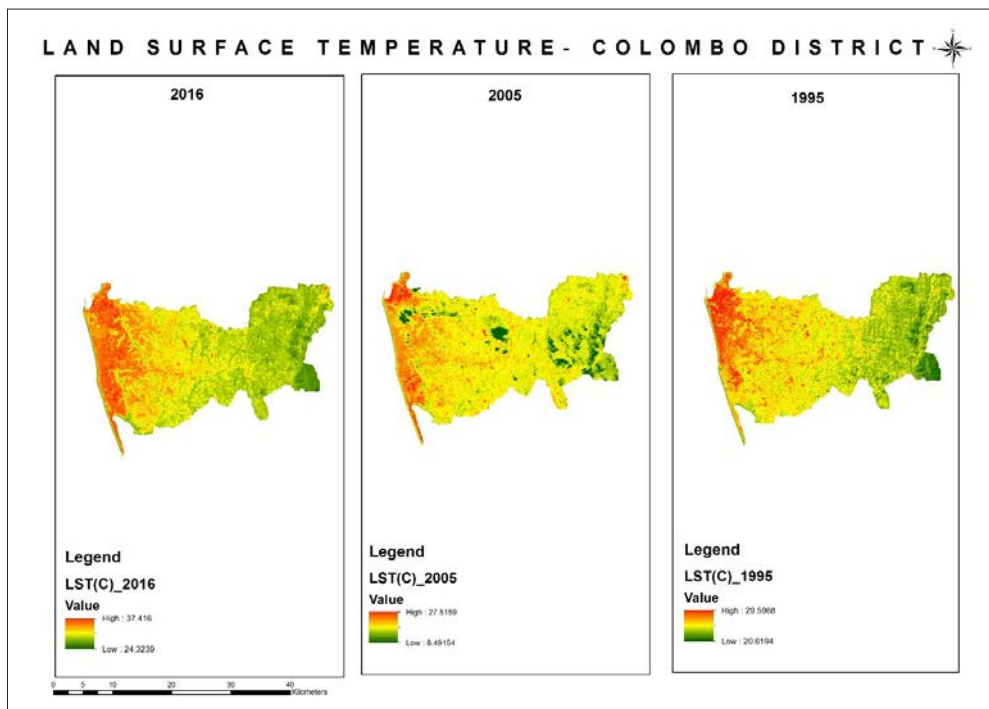 LAND SURFACE TEMPERATURE- COLOMBO DISTRICT
2016
Legend
LST(C)_2016
Value
High : 37.416
Low : 24.3239
0 5 10 20 30 40
Kilometers
2005
Legend
LST(C)_2005
Value
High : 27.5189
Low : 8.49154
1995
Legend
LST(C)_1995
Value
High : 29.5968
Low : 20.6194